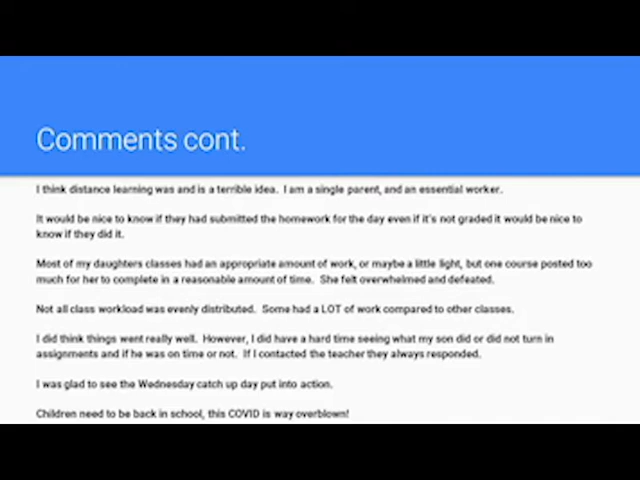 Comments cont.
I think distance learning was and is a terrible idea. I am a single parent, and an essential worker.
It would be nice to know if they had submitted the homework for the day even if it's not graded it would be nice to
know if they did it.
Most of my daughters classes had an appropriate amount of work, or maybe a little light, but one course posted too
much for her to complete in a reasonable amount of time. She felt overwhelmed and defeated.
Not all class workload was evenly distributed. Some had a LOT of work compared to other classes.
I did think things went really well. However, I did have a hard time seeing what my son did or did not turn in
assignments and if he was on time or not. If I contacted the teacher they always responded.
I was glad to see the Wednesday catch up day put into action.
Children need to be back in school, this COVID is way overblown!